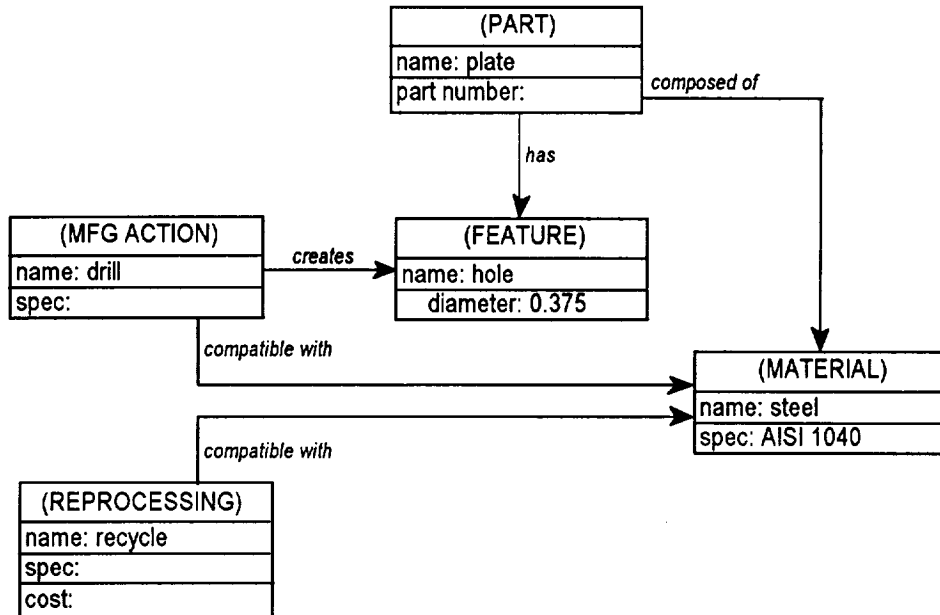 (PART)
name: plate
part number:
composed of
has
(MFG ACTION)
name: drill
spec:
creates
(FEATURE)
name: hole
diameter: 0.375
compatible with
(MATERIAL)
name: steel
spec: AISI 1040
compatible with
(REPROCESSING)
name: recycle
spec:
cost: